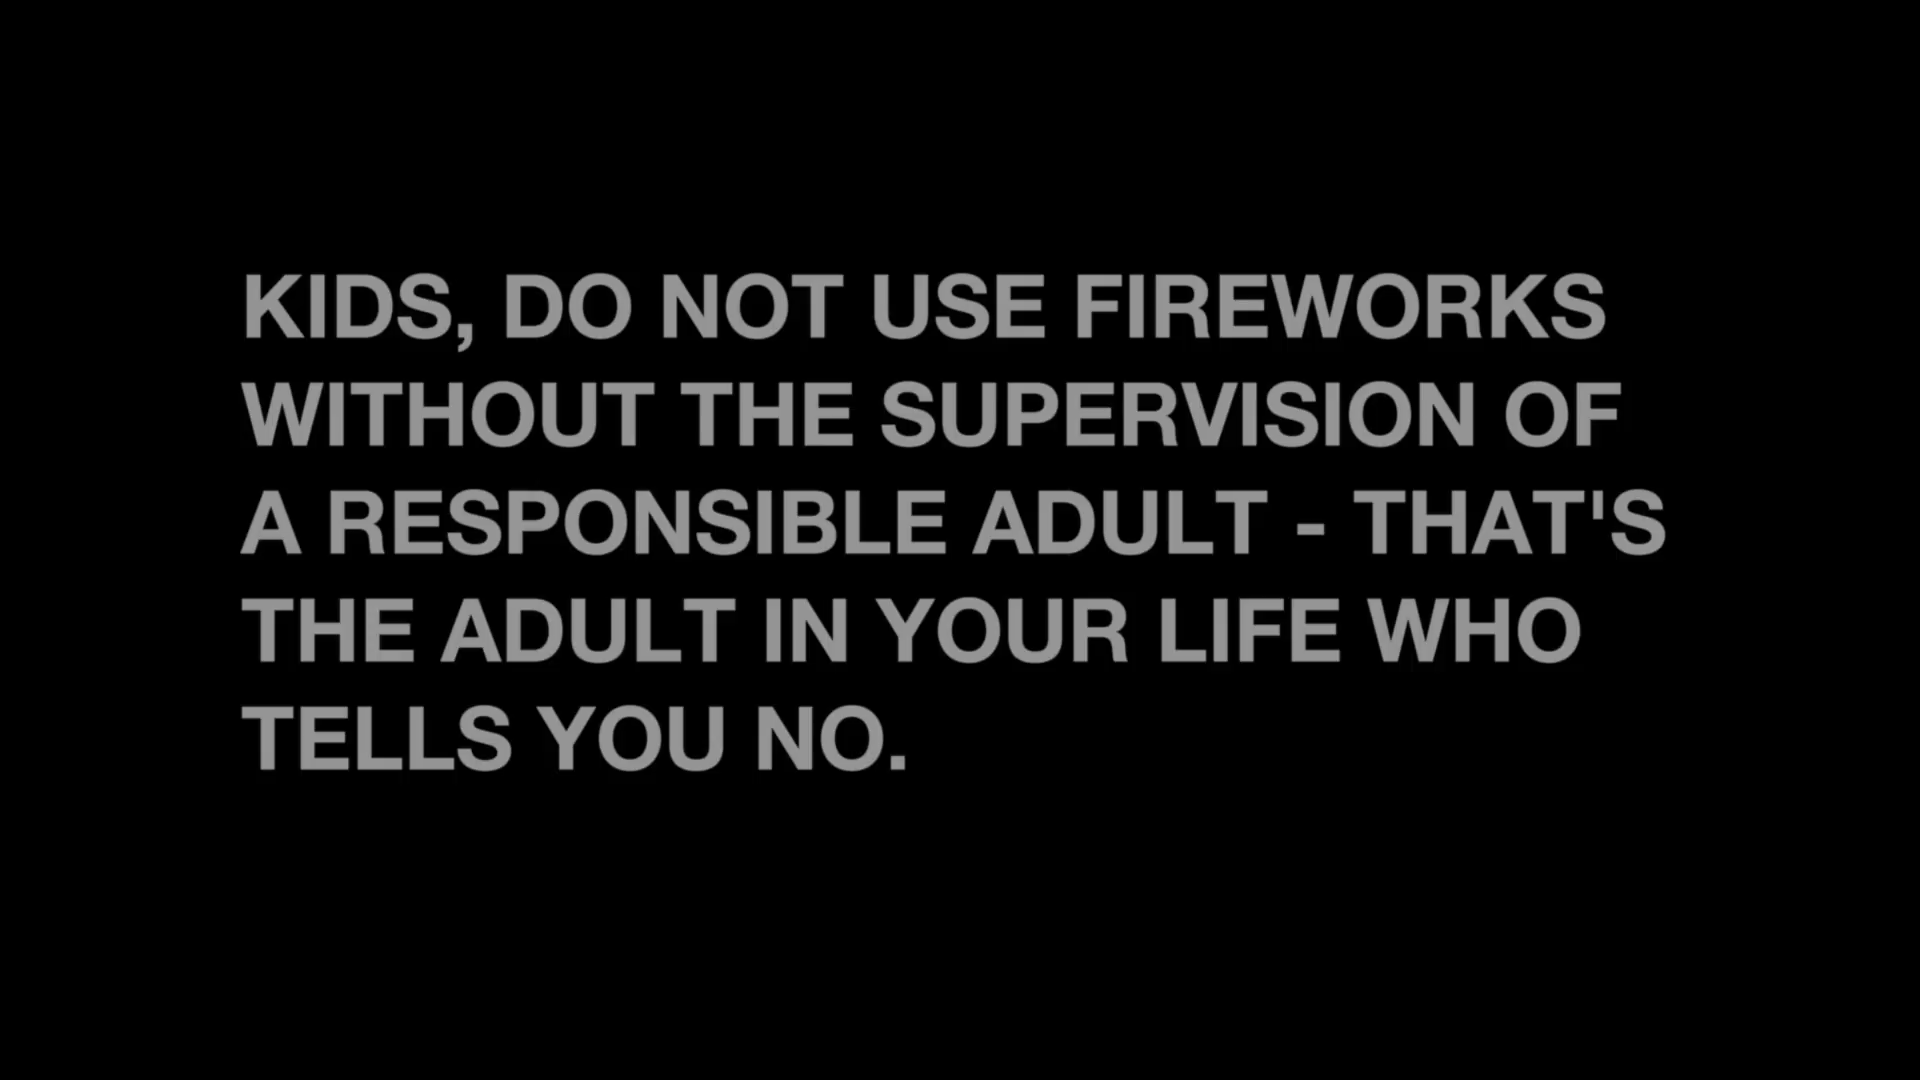 KIDS, DO NOT USE FIREWORKS
WITHOUT THE SUPERVISION OF
A RESPONSIBLE ADULT - THAT'S
THE ADULT IN YOUR LIFE WHO
TELLS YOU NO.